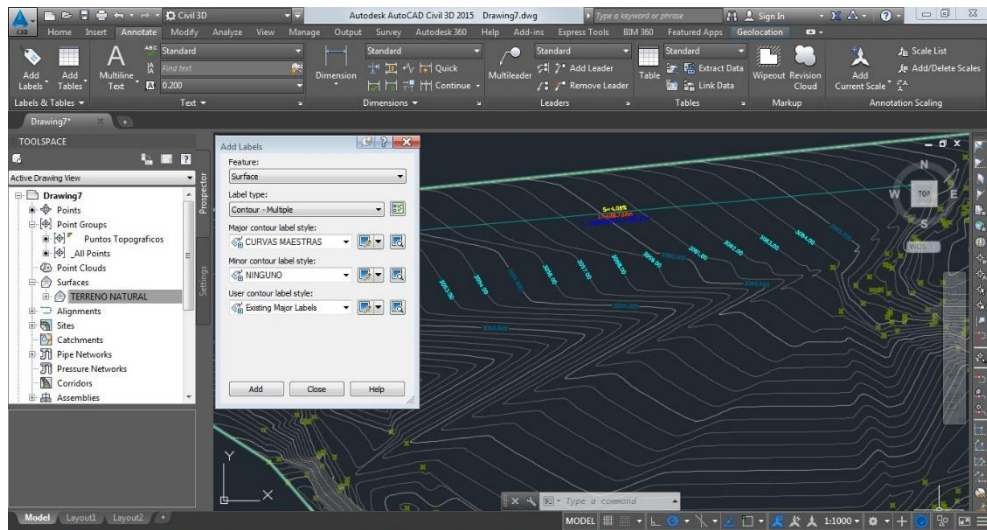 C3D
Civil 3D
Autodesk AutoCAD Civil 3D 2015 Drawing7.dwg
Type a keyword or phrase
Sign In
Home Insert Annotate Modify Analyze View Manage Output Survey Autodesk 360 Help Add-ins Express Tools BIM 360 Featured Apps Geolocation
Add Labels
Add Tables
Multiline Text
ABC Standard
Find text
0.200
Dimension
Standard
Quick
Continue
Multileader
Standard
Add Leader
Remove Leader
Table
Standard
Extract Data
Link Data
Wipeout
Revision Cloud
Add Current Scale
Scale List
Add/Delete Scales
Labels & Tables
Text
Dimensions
Leaders
Tables
Markup
Annotation Scaling
Drawing7*
TOOLSPACE
Active Drawing View
Drawing7
Points
Point Groups
Puntos Topograficos
_All Points
Point Clouds
Surfaces
TERRENO NATURAL
Alignments
Sites
Catchments
Pipe Networks
Pressure Networks
Corridors
Assemblies
Prospector
Settings
Add Labels
Feature:
Surface
Label type:
Contour - Multiple
Major contour label style:
CURVAS MAESTRAS
Minor contour label style:
NINGUNO
User contour label style:
Existing Major Labels
Add
Close
Help
N
W
TOP
E
S
Y
X
Type a command
Model Layout1 Layout2 +
MODEL
1:1000